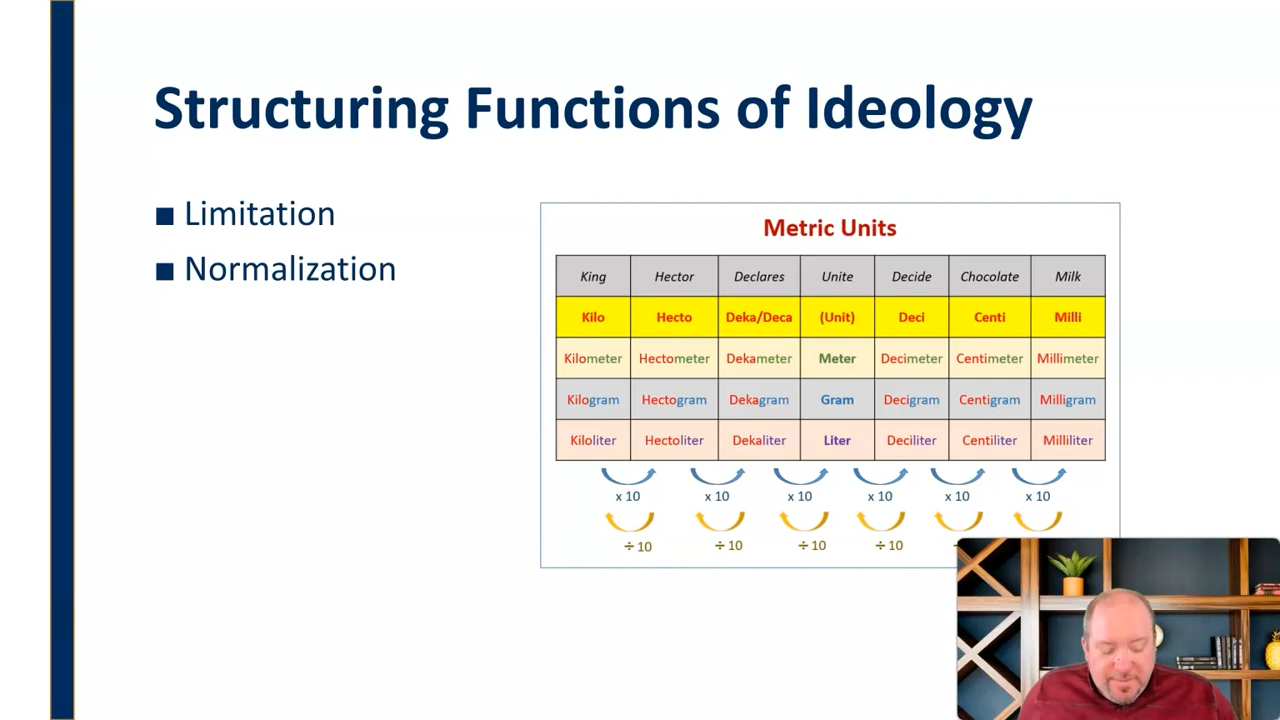 Structuring Functions of Ideology
■ Limitation
■ Normalization
Metric Units
King Hector Declares Unite Decide Chocolate Milk
Kilo Hecto Deka/Deca (Unit) Deci Centi Milli
Kilometer Hectometer Dekameter Meter Decimeter Centimeter Millimeter
Kilogram Hectogram Dekagram Gram Decigram Centigram Milligram
Kiloliter Hectoliter Dekaliter Liter Deciliter Centiliter Milliliter
x 10 x 10 x 10 x 10 x 10 x 10
÷ 10 ÷ 10 ÷ 10 ÷ 10